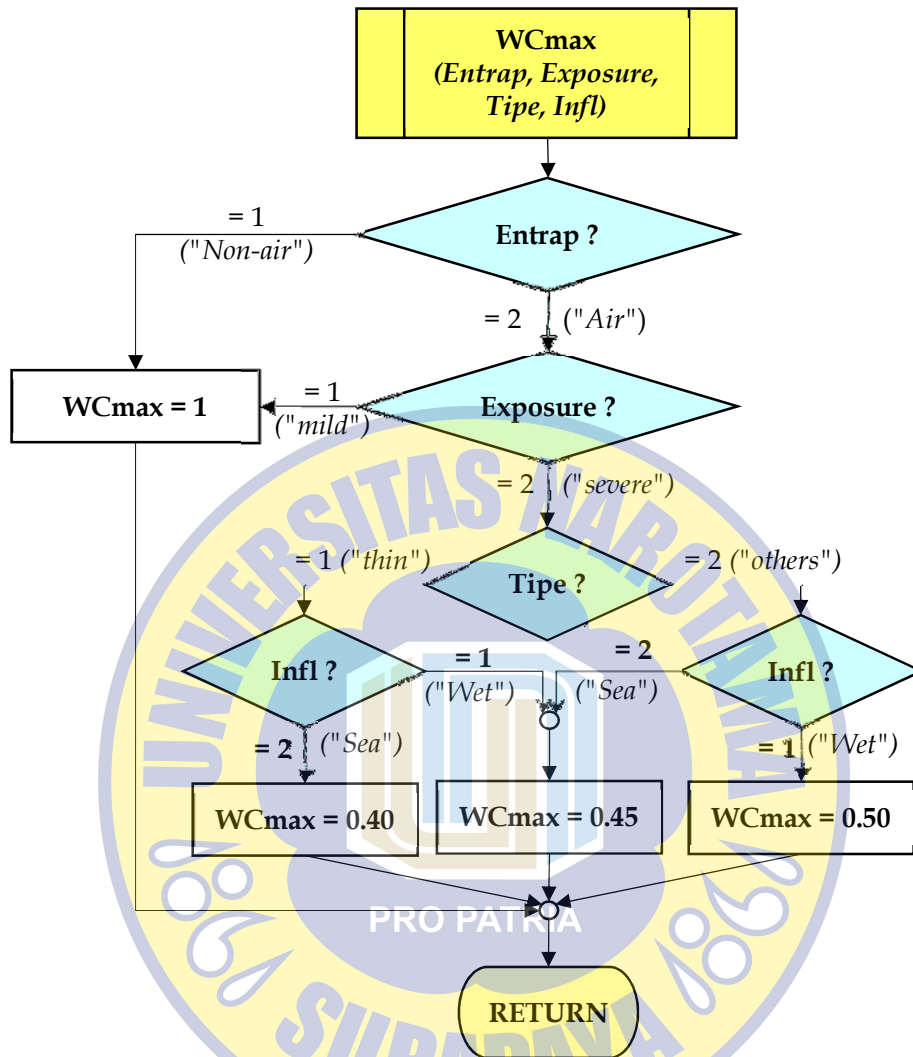 WCmax
(Entrap, Exposure,
Tipe, Infl)
Entrap ?
= 1
("Non-air")
= 2 ("Air")
WCmax = 1
= 1
("mild")
Exposure ?
= 2 ("severe")
= 1 ("thin")
Tipe ?
= 2 ("others")
Infl ?
= 1
("Wet")
= 2
("Sea")
Infl ?
= 2 ("Sea")
= 1 ("Wet")
WCmax = 0.40
WCmax = 0.45
WCmax = 0.50
RETURN
UNIVERSITAS NAROTAMA
PRO PATRIA
SURABAYA